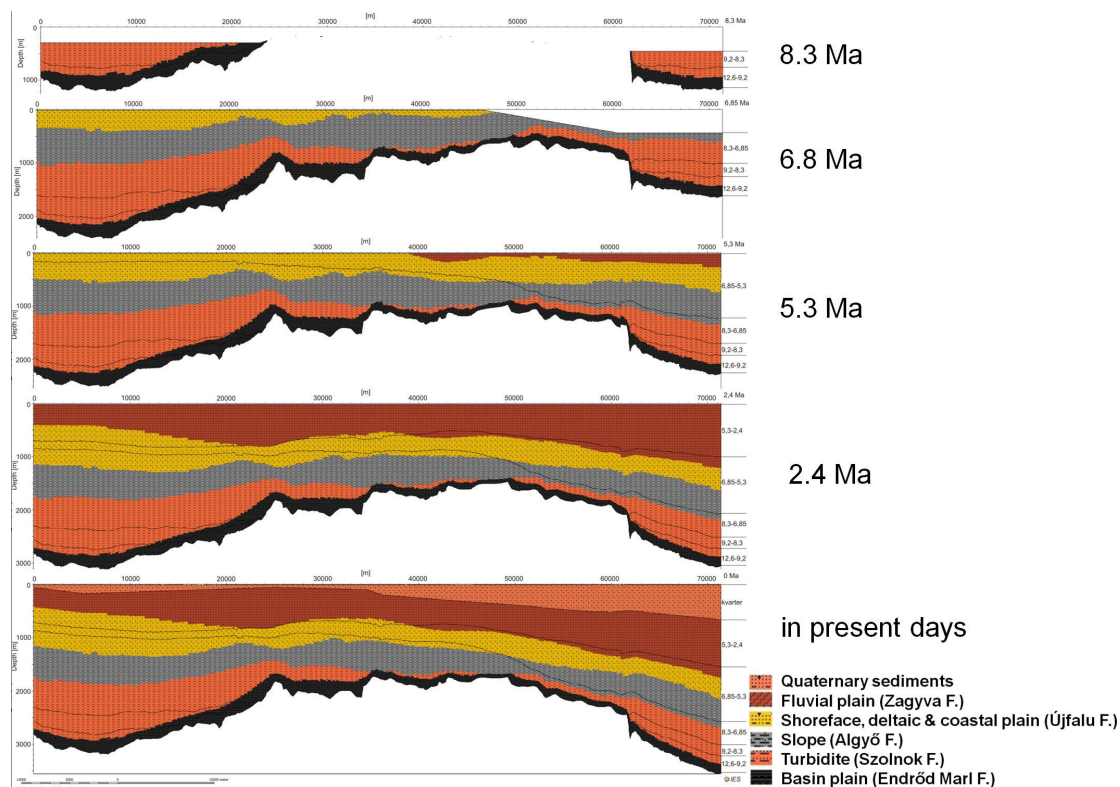 0 10000 20000 30000 [m] 40000 50000 60000 70000 8,3 Ma
Depth [m]
0
1000
9,2-8,3
12,6-9,2
8.3 Ma
0 10000 20000 30000 [m] 40000 50000 60000 70000 6,85 Ma
Depth [m]
0
1000
2000
8,3-6,85
9,2-8,3
12,6-9,2
6.8 Ma
0 10000 20000 30000 [m] 40000 50000 60000 70000 5,3 Ma
Depth [m]
0
1000
2000
6,85-5,3
8,3-6,85
9,2-8,3
12,6-9,2
5.3 Ma
0 10000 20000 30000 [m] 40000 50000 60000 70000 2,4 Ma
0
1000
2000
3000
5,3-2,4
6,85-5,3
8,3-6,85
9,2-8,3
12,6-9,2
2.4 Ma
0 10000 20000 30000 [m] 40000 50000 60000 70000 0 Ma
Depth [m]
0
1000
2000
3000
kvarter
5,3-2,4
6,85-5,3
8,3-6,85
9,2-8,3
12,6-9,2
in present days
© IES
Quaternary sediments
Fluvial plain (Zagyva F.)
Shoreface, deltaic & coastal plain (Újfalu F.)
Slope (Algyő F.)
Turbidite (Szolnok F.)
Basin plain (Endrőd Marl F.)